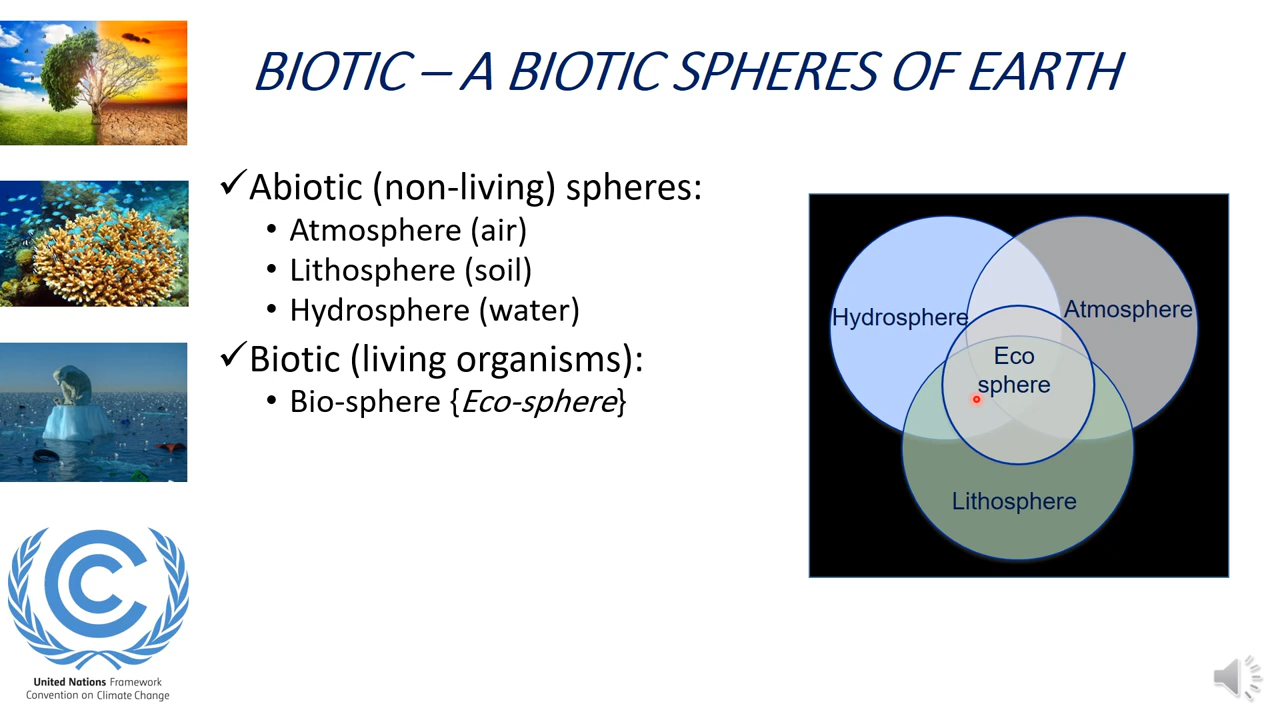 BIOTIC – A BIOTIC SPHERES OF EARTH
✓Abiotic (non-living) spheres:
• Atmosphere (air)
• Lithosphere (soil)
• Hydrosphere (water)
✓Biotic (living organisms):
• Bio-sphere {Eco-sphere}
Hydrosphere
Atmosphere
Eco
sphere
Lithosphere
United Nations Framework
Convention on Climate Change